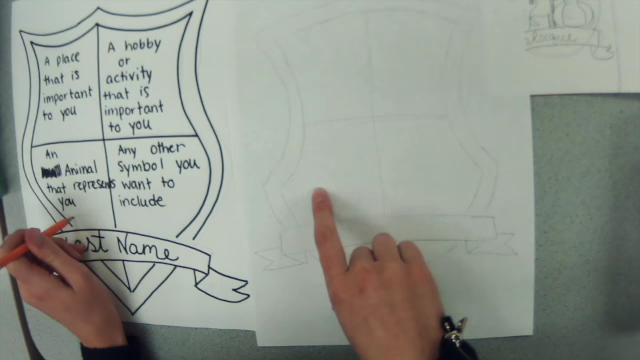 A place
that is
important
to you
A hobby
or
activity
that is
important
to you
An
Animal
that represents
you
Any other
symbol you
want to
include
Last Name